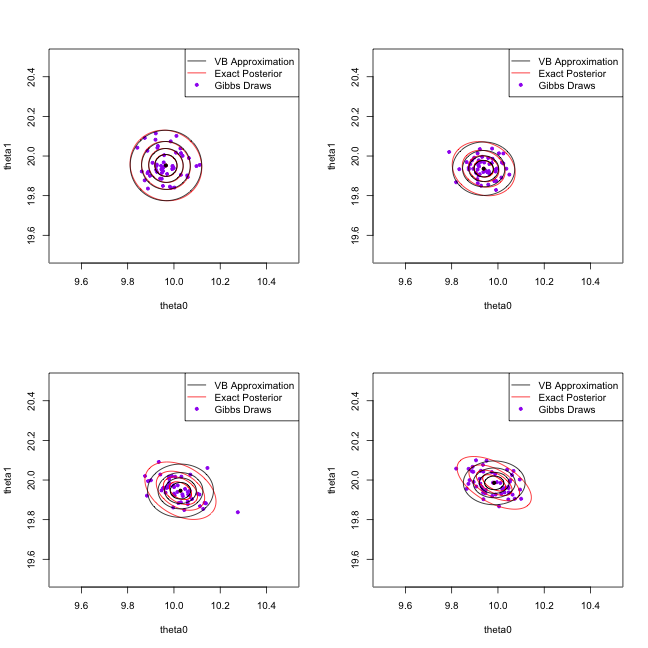 VB Approximation
Exact Posterior
Gibbs Draws
theta1
19.6 19.8 20.0 20.2 20.4
9.6 9.8 10.0 10.2 10.4
theta0
VB Approximation
Exact Posterior
Gibbs Draws
theta1
19.6 19.8 20.0 20.2 20.4
9.6 9.8 10.0 10.2 10.4
theta0
VB Approximation
Exact Posterior
Gibbs Draws
theta1
19.6 19.8 20.0 20.2 20.4
9.6 9.8 10.0 10.2 10.4
theta0
VB Approximation
Exact Posterior
Gibbs Draws
theta1
19.6 19.8 20.0 20.2 20.4
9.6 9.8 10.0 10.2 10.4
theta0